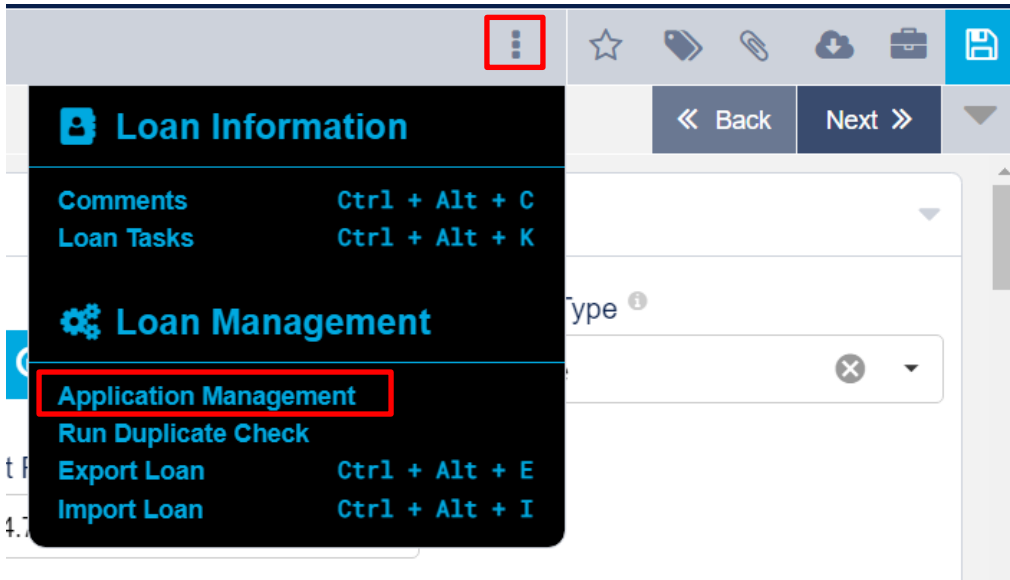 Loan Information
Back Next
Comments Ctrl + Alt + C
Loan Tasks Ctrl + Alt + K
Loan Management
Type
Application Management
Run Duplicate Check
Export Loan Ctrl + Alt + E
Import Loan Ctrl + Alt + I